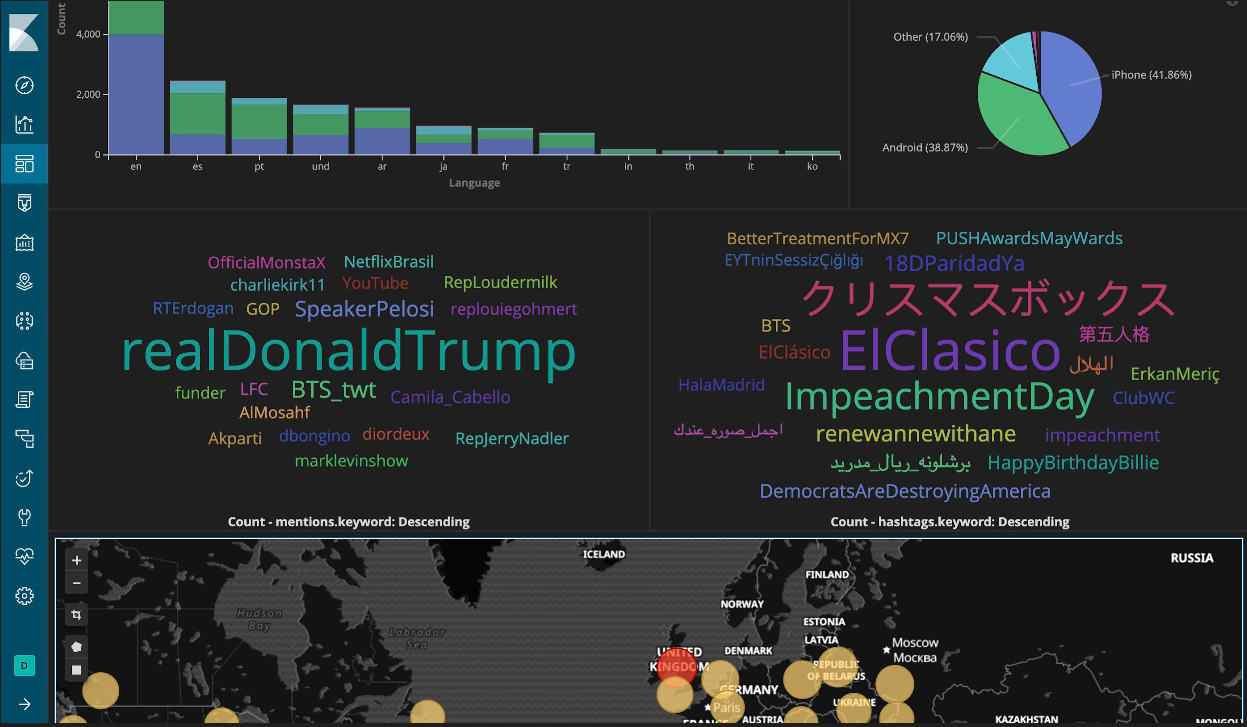 Count
4,000
2,000
0
en es pt und ar ja fr tr in th it ko
Language
Other (17.06%)
iPhone (41.86%)
Android (38.87%)
OfficialMonstaX NetflixBrasil
charliekirk11 YouTube RepLoudermilk
RTErdogan GOP SpeakerPelosi replouiegohmert
realDonaldTrump
funder LFC BTS_twt Camila_Cabello
AlMosahf
Akparti dbongino diordeux RepJerryNadler
marklevinshow
Count - mentions.keyword: Descending
BetterTreatmentForMX7 PUSHAwardsMayWards
EYTninSessizÇığlığı 18DParidadYa
クリスマスボックス
BTS 第五人格
ElClásico ElClasico الهلال
HalaMadrid ImpeachmentDay ErkanMeriç
ClubWC
اجمل_صوره_عندك renewannewithane impeachment
برشلونه_ريال_مدريد HappyBirthdayBillie
DemocratsAreDestroyingAmerica
Count - hashtags.keyword: Descending
D
+
−
ICELAND
RUSSIA
FINLAND
NORWAY
Hudson
Bay
ESTONIA
Labrador
Sea
LATVIA
Moscow
Москва
UNITED
KINGDOM
DENMARK
REPUBLIC
OF BELARUS
GERMANY
Paris
UKRAINE
FRANCE
AUSTRIA
KAZAKHSTAN